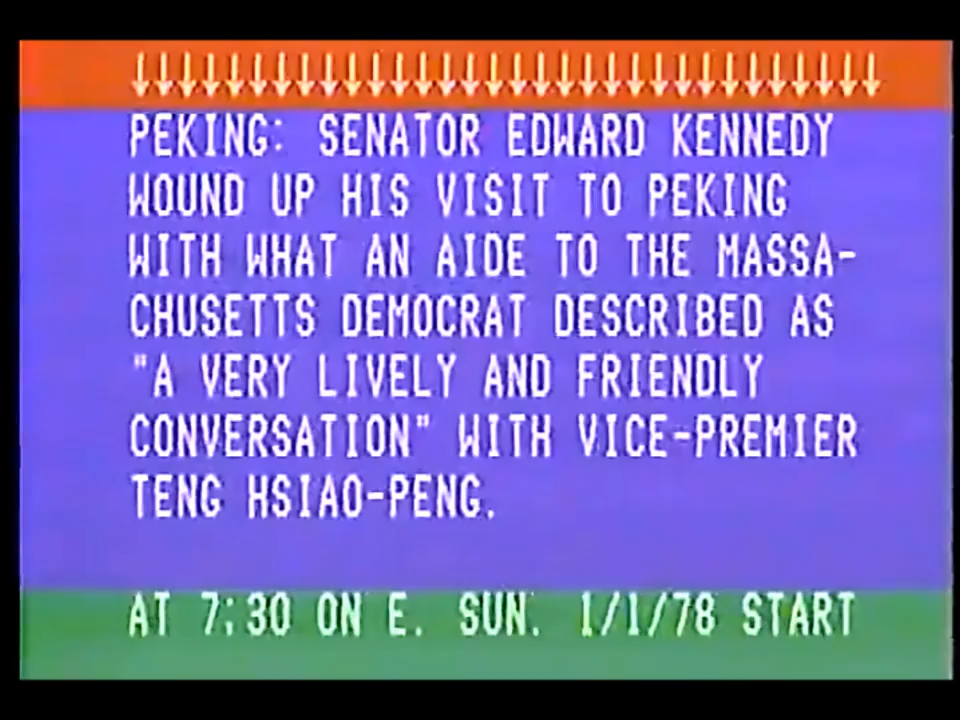 ↓↓↓↓↓↓↓↓↓↓↓↓↓↓↓↓↓↓↓↓↓↓↓↓↓↓↓↓↓↓↓↓
PEKING: SENATOR EDWARD KENNEDY
WOUND UP HIS VISIT TO PEKING
WITH WHAT AN AIDE TO THE MASSA-
CHUSETTS DEMOCRAT DESCRIBED AS
"A VERY LIVELY AND FRIENDLY
CONVERSATION" WITH VICE-PREMIER
TENG HSIAO-PENG.
AT 7:30 ON E. SUN. 1/1/78 START